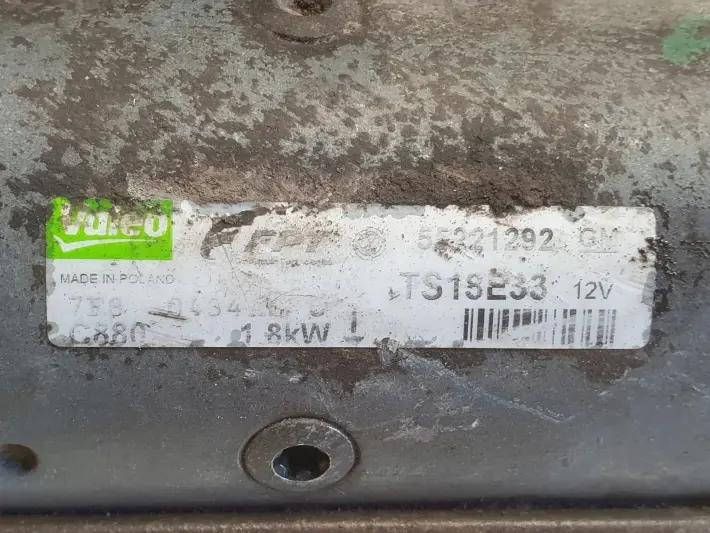 Valeo FPT 55221292 GM
MADE IN POLAND TS18E33 12V
C880 1.8kW L